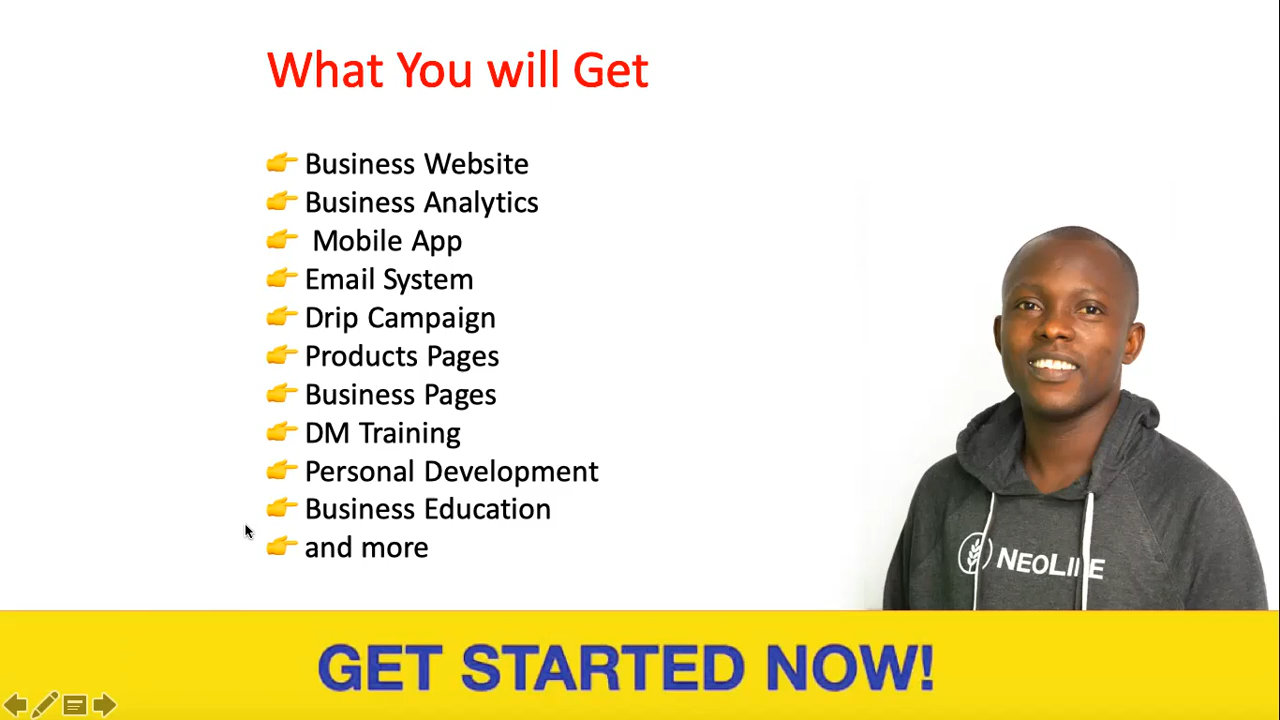 What You will Get
👉 Business Website
👉 Business Analytics
👉 Mobile App
👉 Email System
👉 Drip Campaign
👉 Products Pages
👉 Business Pages
👉 DM Training
👉 Personal Development
👉 Business Education
👉 and more
NEOLIFE
GET STARTED NOW!